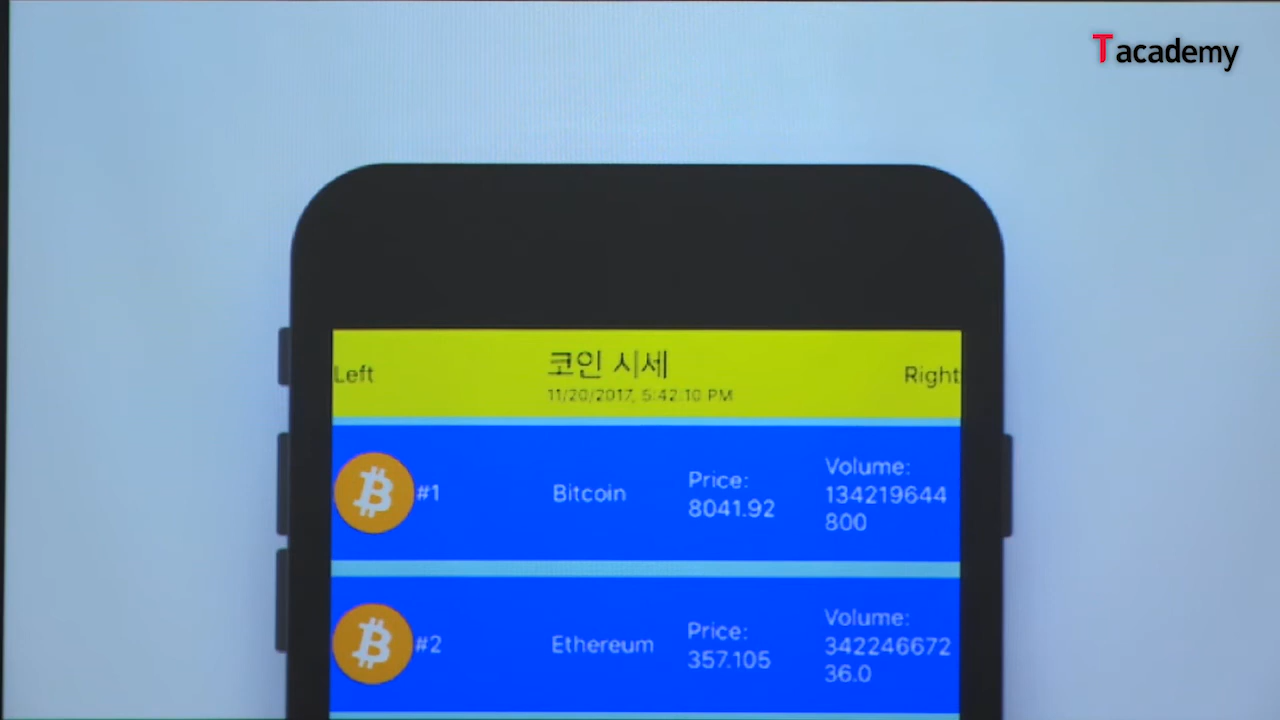 Tacademy
Left
코인 시세
11/20/2017, 5:42:10 PM
Right
#1
Bitcoin
Price:
8041.92
Volume:
134219644
800
#2
Ethereum
Price:
357.105
Volume:
342246672
36.0